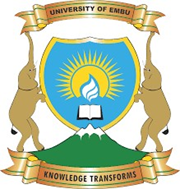 UNIVERSITY OF EMBU
KNOWLEDGE TRANSFORMS